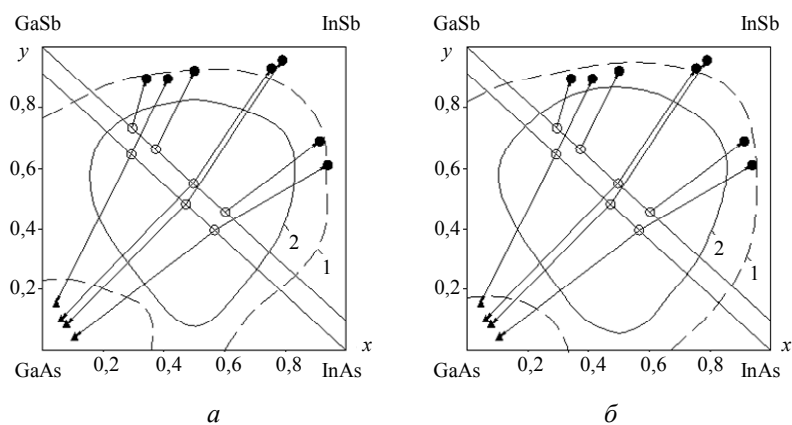 GaSb InSb GaSb InSb
y y
0,8 0,8
0,6 0,6
0,4 0,4
2 2
1 1
0,2 0,2
x x
GaAs 0,2 0,4 0,6 0,8 InAs GaAs 0,2 0,4 0,6 0,8 InAs
а б